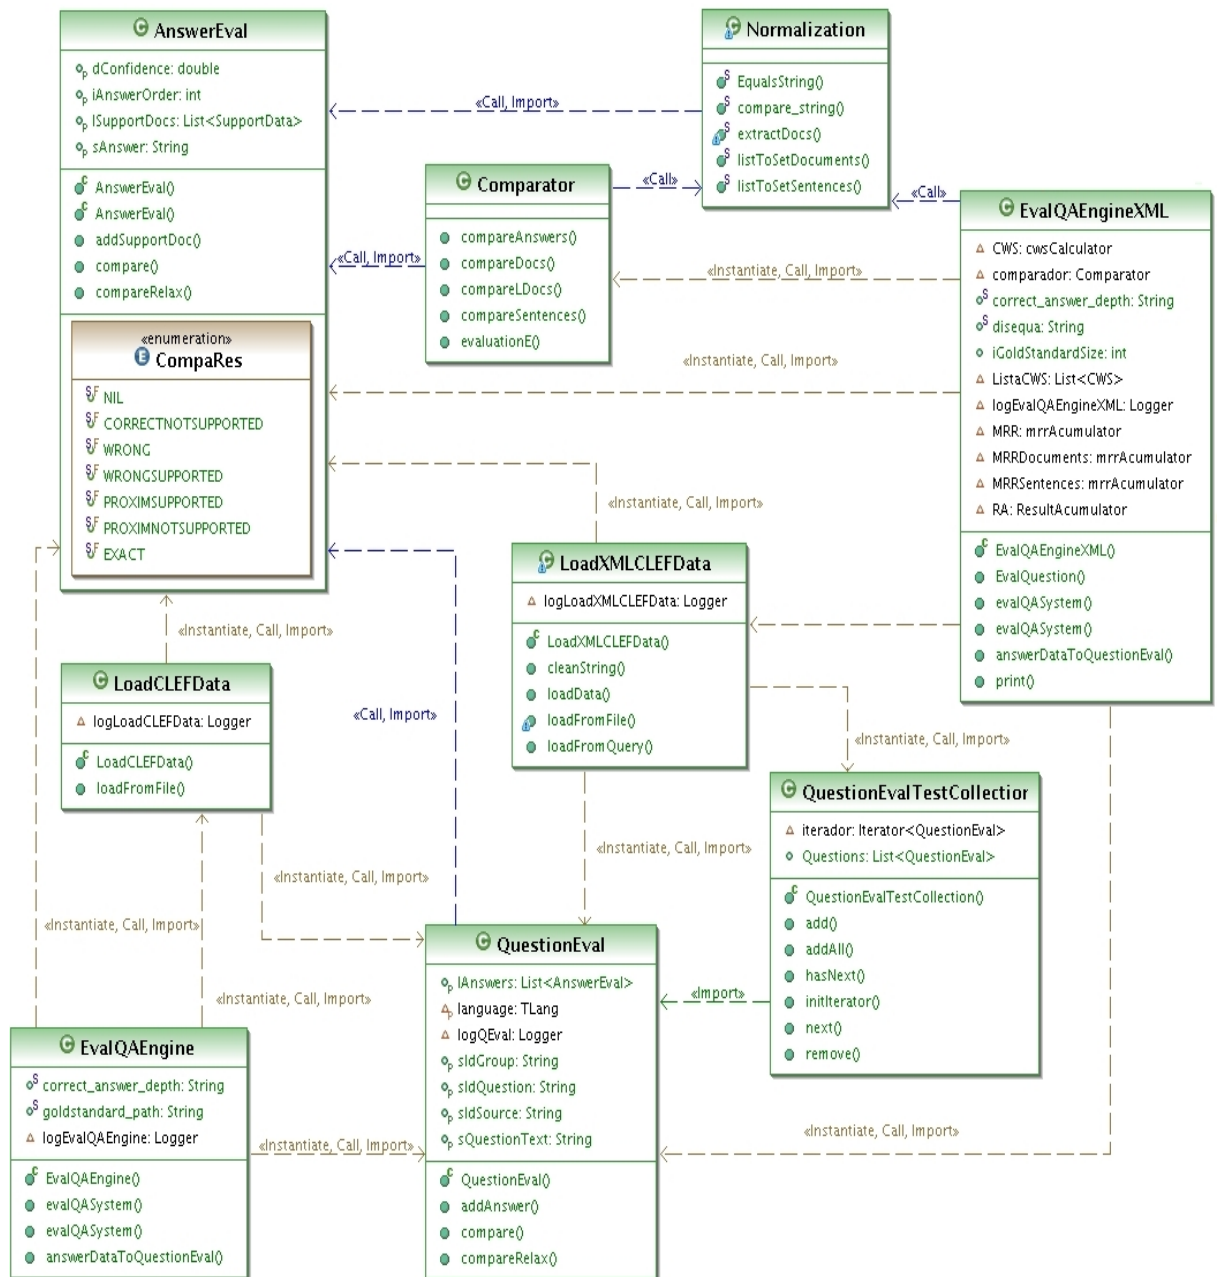 AnswerEval
dConfidence: double
iAnswerOrder: int
lSupportDocs: List<SupportData>
sAnswer: String
AnswerEval()
AnswerEval()
addSupportDoc()
compare()
compareRelax()
«enumeration»
CompaRes
NIL
CORRECTNOTSUPPORTED
WRONG
WRONGSUPPORTED
PROXIMSUPPORTED
PROXIMNOTSUPPORTED
EXACT
«Call, Import»
Normalization
EqualsString()
compare_string()
extractDocs()
listToSetDocuments()
listToSetSentences()
Comparator
compareAnswers()
compareDocs()
compareLDocs()
compareSentences()
evaluationE()
«Call»
«Call»
«Call, Import»
«Instantiate, Call, Import»
«Instantiate, Call, Import»
EvalQAEngineXML
CWS: cwsCalculator
comparador: Comparator
correct_answer_depth: String
disequa: String
iGoldStandardSize: int
ListaCWS: List<CWS>
logEvalQAEngineXML: Logger
MRR: mrrAcumulator
MRRDocuments: mrrAcumulator
MRRSentences: mrrAcumulator
RA: ResultAcumulator
EvalQAEngineXML()
EvalQuestion()
evalQASystem()
evalQASystem()
answerDataToQuestionEval()
print()
«Instantiate, Call, Import»
LoadXMLCLEFData
logLoadXMLCLEFData: Logger
LoadXMLCLEFData()
cleanString()
loadData()
loadFromFile()
loadFromQuery()
«Instantiate, Call, Import»
LoadCLEFData
logLoadCLEFData: Logger
LoadCLEFData()
loadFromFile()
«Call, Import»
«Instantiate, Call, Import»
QuestionEvalTestCollection
iterador: Iterator<QuestionEval>
Questions: List<QuestionEval>
QuestionEvalTestCollection()
add()
addAll()
hasNext()
initIterator()
next()
remove()
«Instantiate, Call, Import»
«Instantiate, Call, Import»
«Instantiate, Call, Import»
«Instantiate, Call, Import»
QuestionEval
lAnswers: List<AnswerEval>
language: TLang
logQEval: Logger
sIdGroup: String
sIdQuestion: String
sIdSource: String
sQuestionText: String
QuestionEval()
addAnswer()
compare()
compareRelax()
«Import»
EvalQAEngine
correct_answer_depth: String
goldstandard_path: String
logEvalQAEngine: Logger
EvalQAEngine()
evalQASystem()
evalQASystem()
answerDataToQuestionEval()
«Instantiate, Call, Import»
«Instantiate, Call, Import»